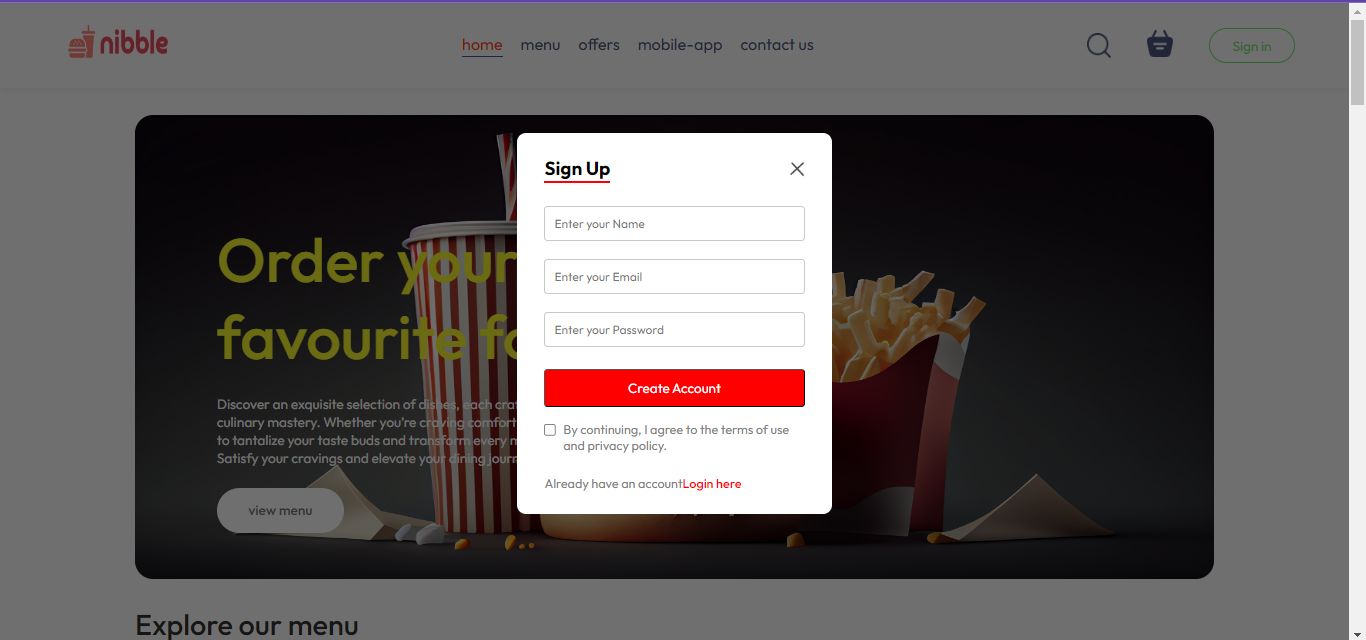 nibble
home menu offers mobile-app contact us
Sign in
Sign Up
Enter your Name
Enter your Email
Enter your Password
Create Account
By continuing, I agree to the terms of use
and privacy policy.
Already have an accountLogin here
Order your
favourite
Discover an exquisite selection of dishes, each
culinary mastery. Whether you're craving comfort
to tantalize your taste buds and transform every
Satisfy your cravings and elevate your dining
view menu
Explore our menu